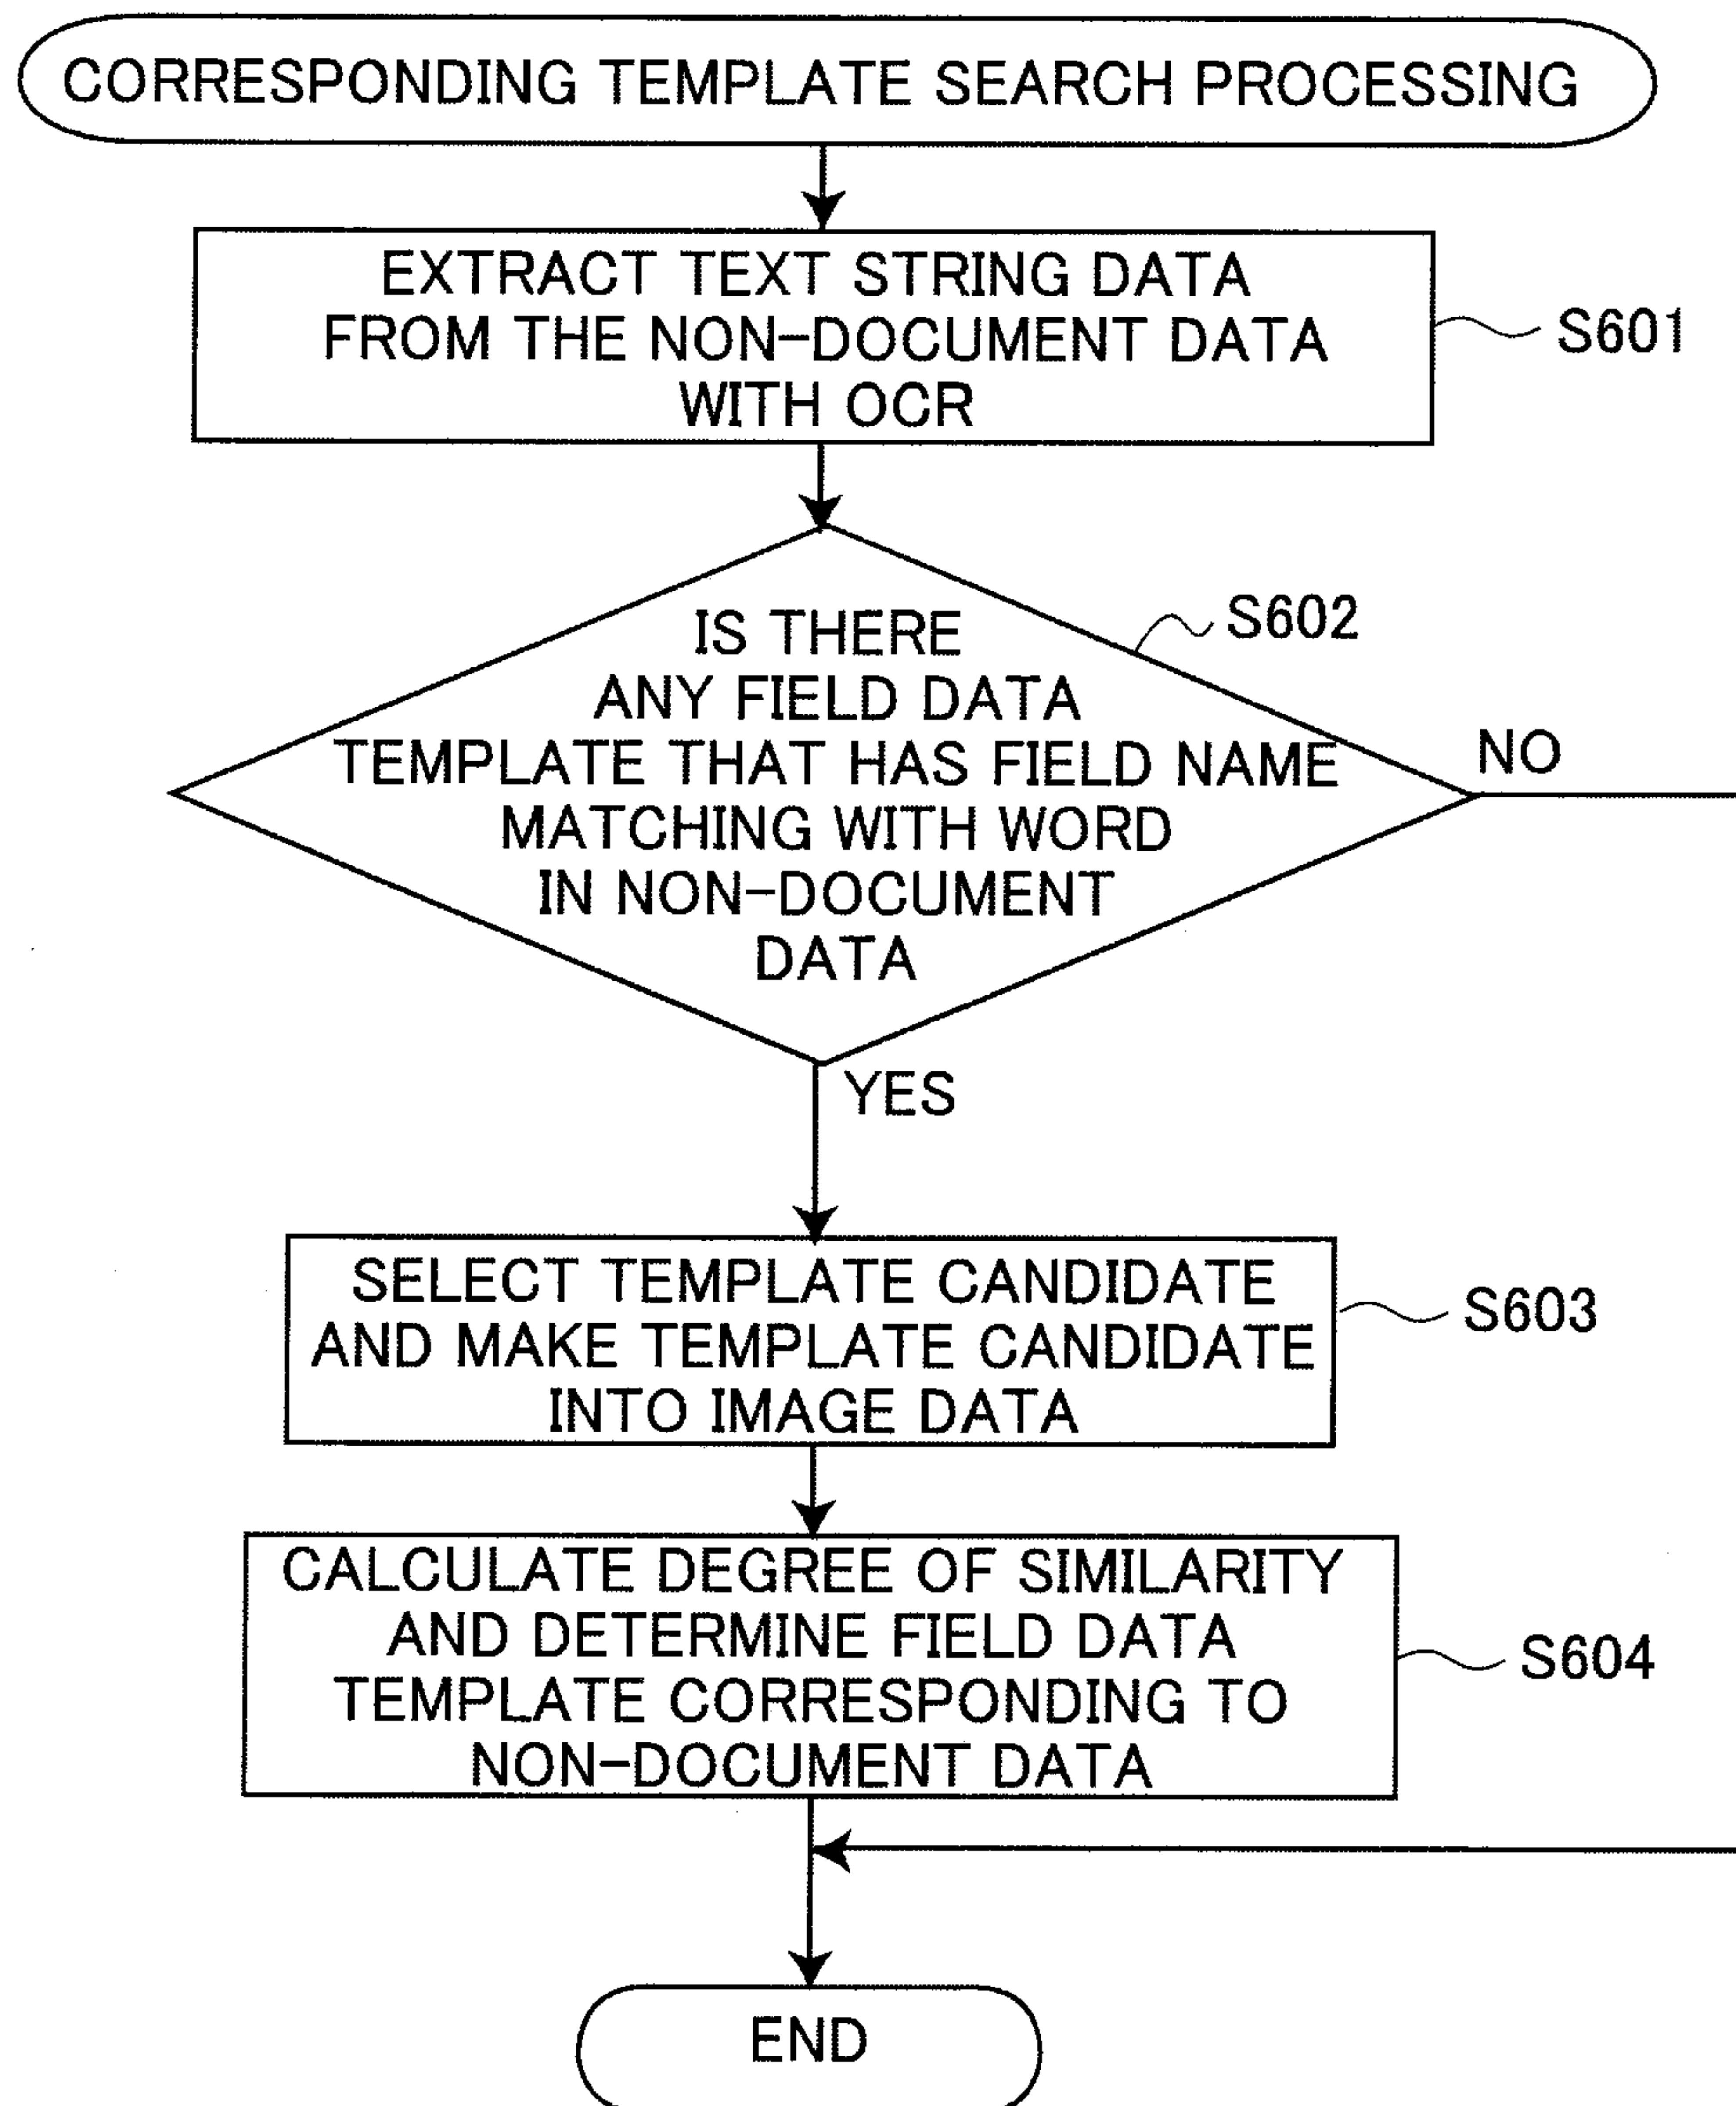 CORRESPONDING TEMPLATE SEARCH PROCESSING
EXTRACT TEXT STRING DATA
FROM THE NON-DOCUMENT DATA
WITH OCR
S601
IS THERE
ANY FIELD DATA
TEMPLATE THAT HAS FIELD NAME
MATCHING WITH WORD
IN NON-DOCUMENT
DATA
S602
NO
YES
SELECT TEMPLATE CANDIDATE
AND MAKE TEMPLATE CANDIDATE
INTO IMAGE DATA
S603
CALCULATE DEGREE OF SIMILARITY
AND DETERMINE FIELD DATA
TEMPLATE CORRESPONDING TO
NON-DOCUMENT DATA
S604
END